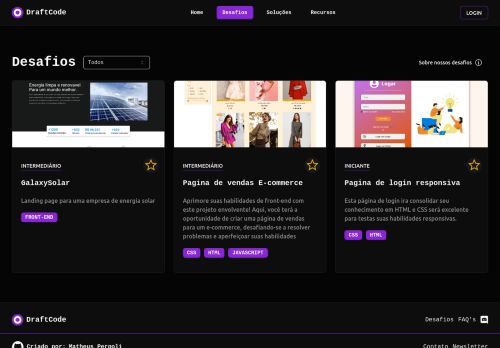 DraftCode
Home
Desafios
Soluções
Recursos
LOGIN
Desafios
Todos
Sobre nossos desafios
Energia limpa e renovavel
Para um mundo melhor.
Logar
INTERMEDIÁRIO
GalaxySolar
Landing page para uma empresa de energia solar
FRONT-END
INTERMEDIÁRIO
Pagina de vendas E-commerce
Aprimore suas habilidades de front-end com
este projeto envolvente! Aqui, você terá a
oportunidade de criar uma página de vendas
para um e-commerce, desafiando-se a resolver
problemas e aperfeiçoar suas habilidades
CSS
HTML
JAVASCRIPT
INICIANTE
Pagina de login responsiva
Esta página de login ira consolidar seu
conhecimento em HTML e CSS será excelente
para testas suas habilidades responsivas.
CSS
HTML
DraftCode
Desafios
FAQ's
Criado por: Matheus Pergoli
Contato
Newsletter